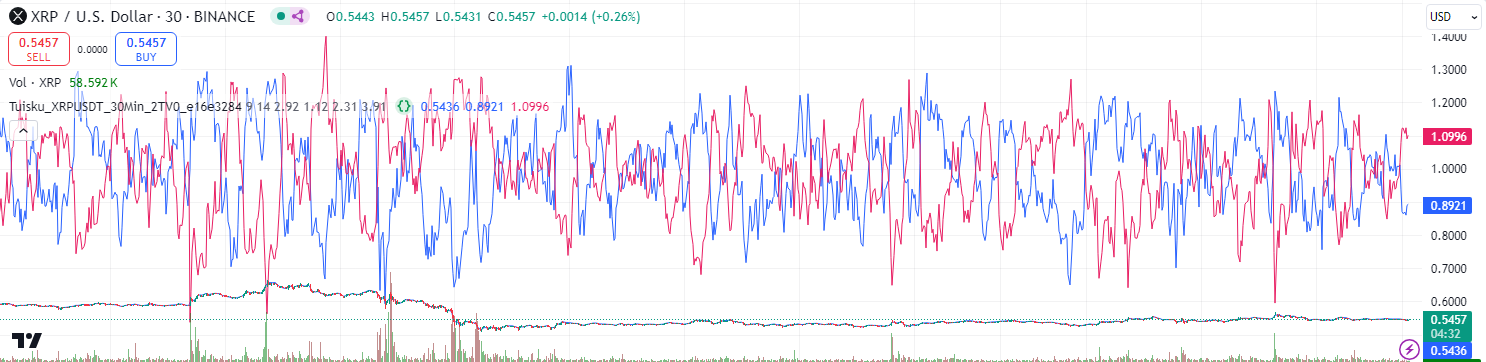 XRP / U.S. Dollar · 30 · BINANCE O0.5443 H0.5457 L0.5431 C0.5457 +0.0014 (+0.26%)
USD
0.5457
SELL
0.0000
0.5457
BUY
Vol · XRP 58.592 K
Tuisku_XRPUSDT_30Min_2TV0_e16e3284 9 14 2.92 1.12 2.31 3.91 {} 0.5436 0.8921 1.0996
1.4000
1.3000
1.2000
1.0996
1.0000
0.8921
0.8000
0.7000
0.6000
0.5457
04:32
0.5436